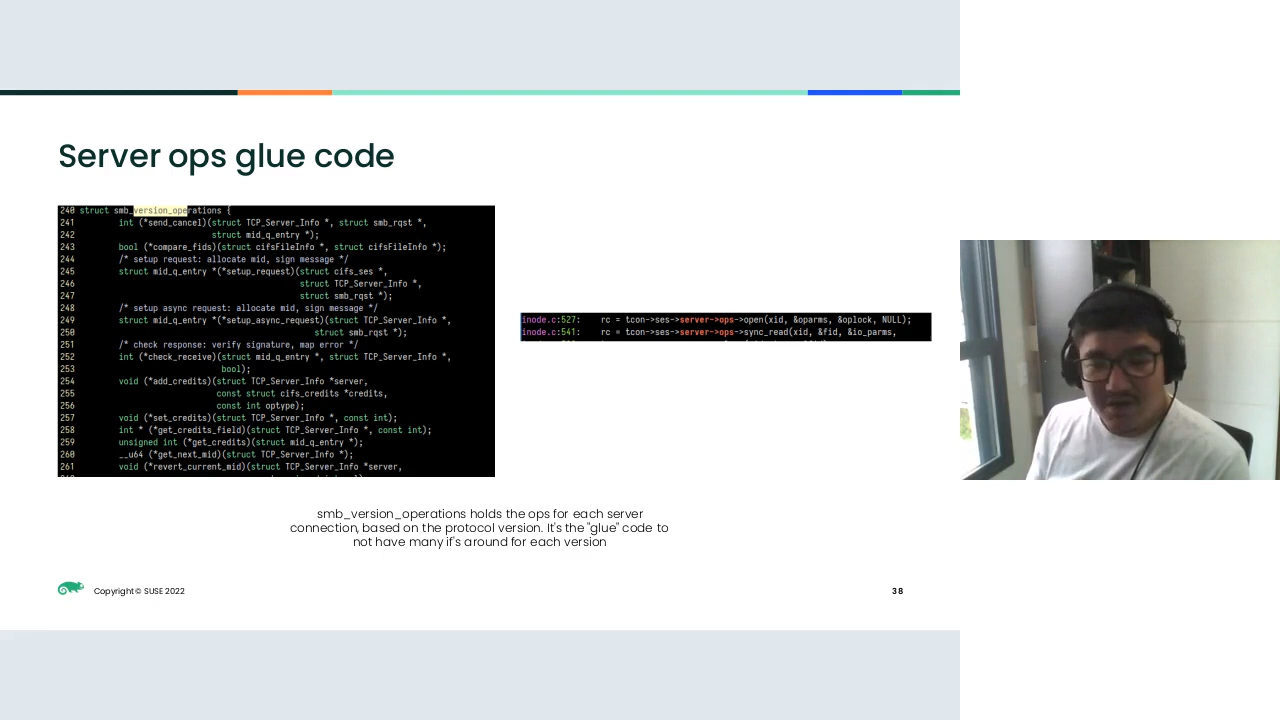 Server ops glue code
240 struct smb_version_operations {
241 int (*send_cancel)(struct TCP_Server_Info *, struct smb_rqst *,
242 struct mid_q_entry *);
243 bool (*compare_fids)(struct cifsFileInfo *, struct cifsFileInfo *);
244 /* setup request: allocate mid, sign message */
245 struct mid_q_entry *(*setup_request)(struct cifs_ses *,
246 struct TCP_Server_Info *,
247 struct smb_rqst *);
248 /* setup async request: allocate mid, sign message */
249 struct mid_q_entry *(*setup_async_request)(struct TCP_Server_Info *,
250 struct smb_rqst *);
251 /* check response: verify signature, map error */
252 int (*check_receive)(struct mid_q_entry *, struct TCP_Server_Info *,
253 bool);
254 void (*add_credits)(struct TCP_Server_Info *server,
255 const struct cifs_credits *credits,
256 const int optype);
257 void (*set_credits)(struct TCP_Server_Info *, const int);
258 int * (*get_credits_field)(struct TCP_Server_Info *, const int);
259 unsigned int (*get_credits)(struct mid_q_entry *);
260 __u64 (*get_next_mid)(struct TCP_Server_Info *);
261 void (*revert_current_mid)(struct TCP_Server_Info *server,
inode.c:527: rc = tcon->ses->server->ops->open(xid, &oparms, &oplock, NULL);
inode.c:541: rc = tcon->ses->server->ops->sync_read(xid, &fid, &io_parms,
smb_version_operations holds the ops for each server
connection, based on the protocol version. It's the "glue" code to
not have many if's around for each version
Copyright © SUSE 2022
38